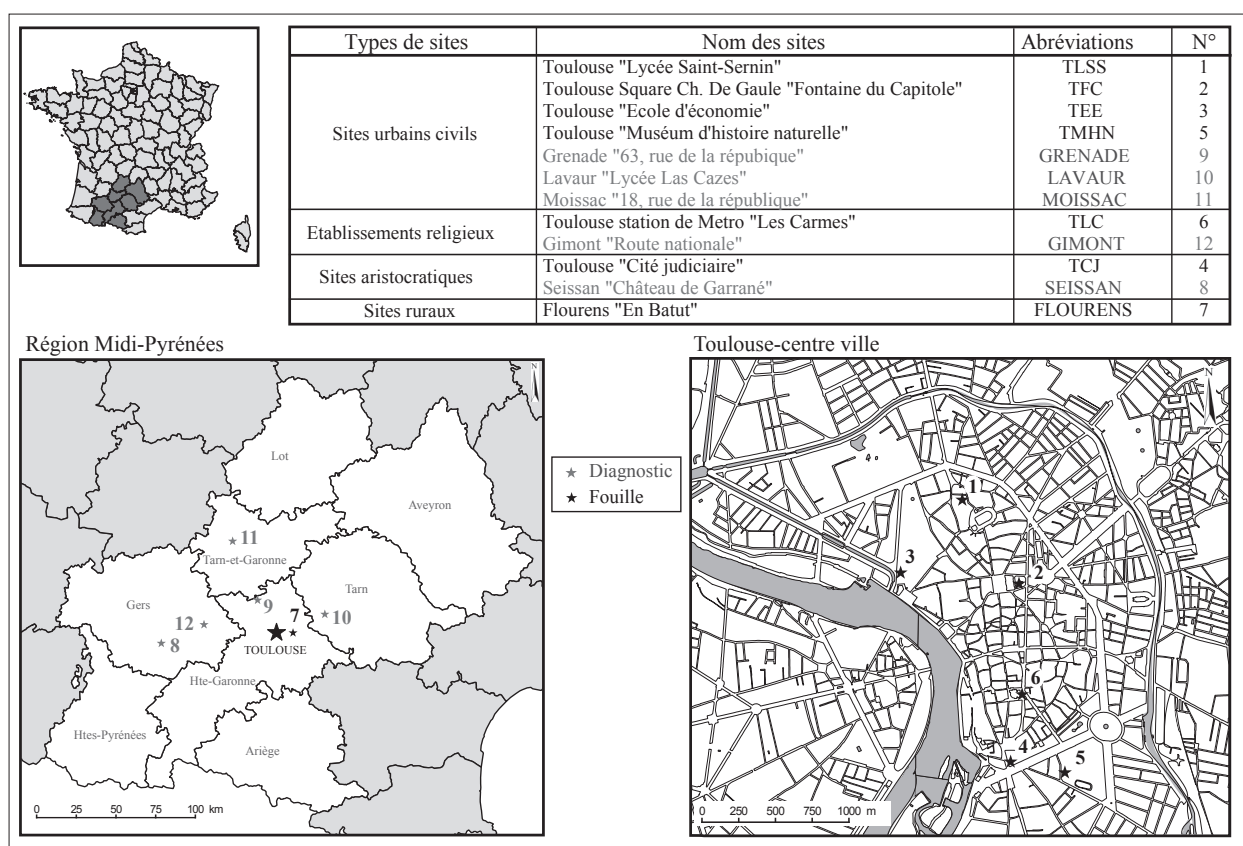 Types de sites Nom des sites Abréviations N°
Sites urbains civils
Toulouse "Lycée Saint-Sernin" TLSS 1
Toulouse Square Ch. De Gaule "Fontaine du Capitole" TFC 2
Toulouse "Ecole d'économie" TEE 3
Toulouse "Muséum d'histoire naturelle" TMHN 5
Grenade "63, rue de la répubique" GRENADE 9
Lavaur "Lycée Las Cazes" LAVAUR 10
Moissac "18, rue de la république" MOISSAC 11
Etablissements religieux
Toulouse station de Metro "Les Carmes" TLC 6
Gimont "Route nationale" GIMONT 12
Sites aristocratiques
Toulouse "Cité judiciaire" TCJ 4
Seissan "Château de Garrané" SEISSAN 8
Sites ruraux Flourens "En Batut" FLOURENS 7
Région Midi-Pyrénées
N
Lot
Aveyron
11
Tarn-et-Garonne
Tarn
Gers
9
7
10
12
8
TOULOUSE
Hte-Garonne
Htes-Pyrénées
Ariège
0 25 50 75 100 km
Diagnostic
Fouille
Toulouse-centre ville
N
1
3
2
6
4
5
0 250 500 750 1000 m